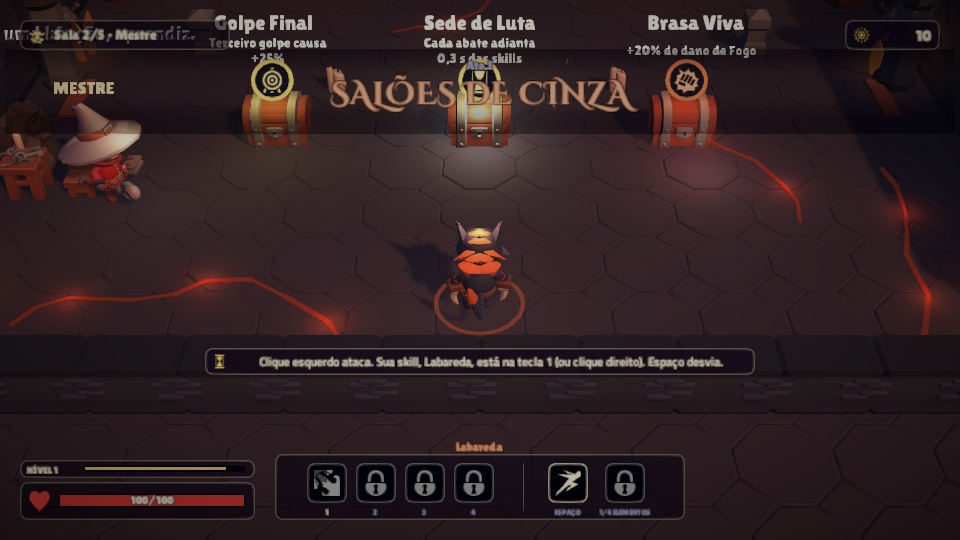 Golpe Final
Terceiro golpe causa
+25%
Sede de Luta
Cada abate adianta
0,3 s das skills
Brasa Viva
+20% de dano de Fogo
Sala 2/5 - Mestre
10
SALÕES DE CINZA
MESTRE
Clique esquerdo ataca. Sua skill, Labareda, está na tecla 1 (ou clique direito). Espaço desvia.
Labareda
NÍVEL 1
100/100
1
2
3
4
ESPAÇO
1/4 ELEMENTOS